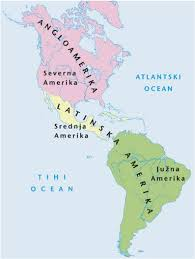 ANGLOAMERIKA
Severna
Amerika
ATLANTSKI
OCEAN
LATINSKA AMERIKA
Srednja
Amerika
Južna
Amerika
TIHI
OCEAN